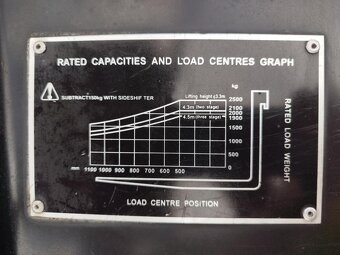 RATED CAPACITIES AND LOAD CENTRES GRAPH
kg
SUBTRACT150kg WITH SIDESHIFTER
Lifting height ≤3.3m
2500
4.3m (two stage)
2100
2000
4.5m (three stage)
1900
1500
1000
500
0
mm 1100 1000 900 800 700 600 500
RATED LOAD WEIGHT
LOAD CENTRE POSITION